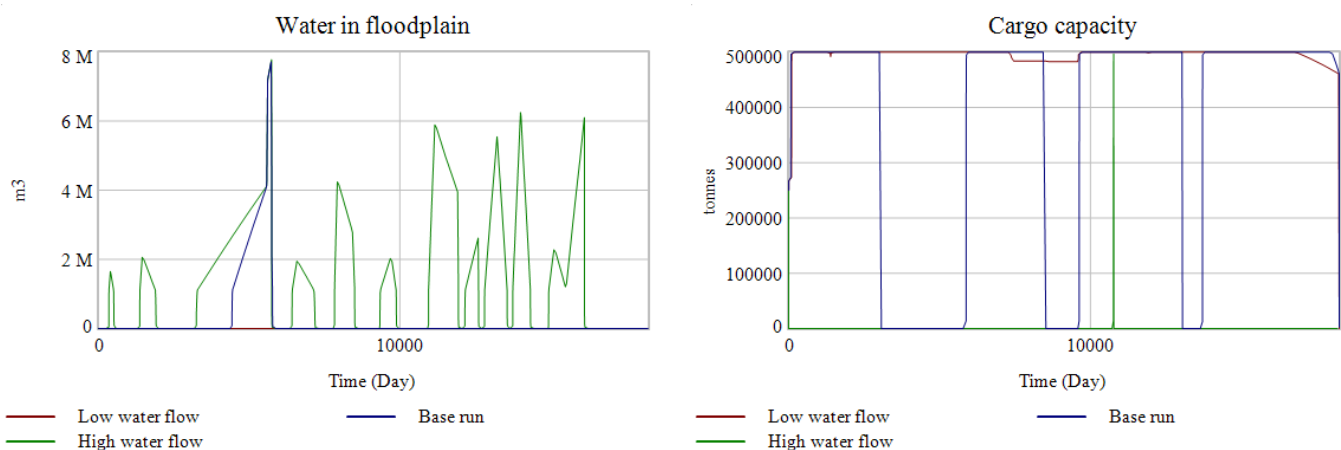 Water in floodplain
8 M
6 M
4 M
2 M
0
m3
0
10000
Time (Day)
Low water flow
Base run
High water flow
Cargo capacity
500000
400000
300000
200000
100000
0
tonnes
0
10000
Time (Day)
Low water flow
Base run
High water flow